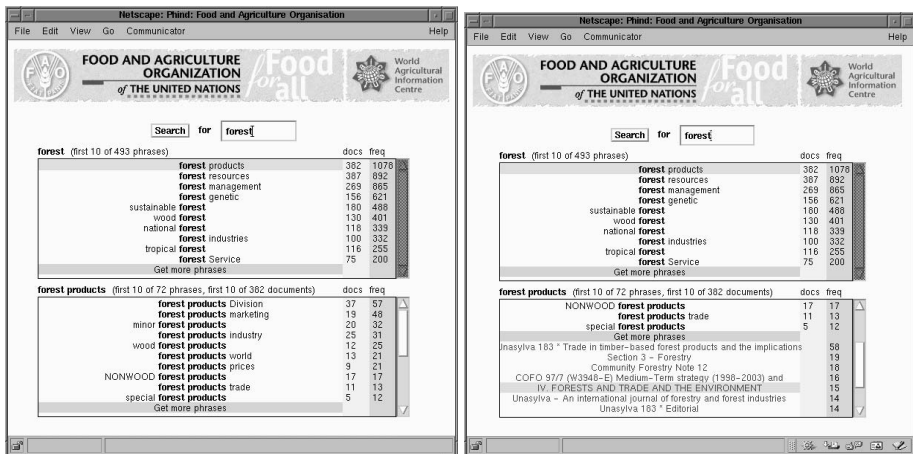 Netscape: Phind: Food and Agriculture Organisation
File Edit View Go Communicator Help
FAO
FOOD AND AGRICULTURE
ORGANIZATION
of THE UNITED NATIONS
Food
for
all
World
Agricultural
Information
Centre
Search for forest
forest (first 10 of 493 phrases) docs freq
forest products 382 1078
forest resources 387 892
forest management 269 865
forest genetic 156 621
sustainable forest 180 488
wood forest 130 401
national forest 118 339
forest industries 100 332
tropical forest 116 255
forest Service 75 200
Get more phrases
forest products (first 10 of 72 phrases, first 10 of 382 documents) docs freq
forest products Division 37 57
forest products marketing 19 48
minor forest products 20 32
forest products industry 25 31
wood forest products 12 25
forest products world 13 21
forest products prices 9 21
NONWOOD forest products 17 17
forest products trade 11 13
special forest products 5 12
Get more phrases
Netscape: Phind: Food and Agriculture Organisation
File Edit View Go Communicator Help
FAO
FOOD AND AGRICULTURE
ORGANIZATION
of THE UNITED NATIONS
Food
for
all
World
Agricultural
Information
Centre
Search for forest
forest (first 10 of 493 phrases) docs freq
forest products 382 1078
forest resources 387 892
forest management 269 865
forest genetic 156 621
sustainable forest 180 488
wood forest 130 401
national forest 118 339
forest industries 100 332
tropical forest 116 255
forest Service 75 200
Get more phrases
forest products (first 10 of 72 phrases, first 10 of 382 documents) docs freq
NONWOOD forest products 17 17
forest products trade 11 13
special forest products 5 12
Get more phrases
Unasylva 183 * Trade in timber-based forest products and the implications 58
Section 3 - Forestry 19
Community Forestry Note 12 18
COFO 97/7 (W3948-E) Medium-Term strategy (1998-2003) and 16
IV. FORESTS AND TRADE AND THE ENVIRONMENT 15
Unasylva - An international journal of forestry and forest industries 14
Unasylva 183 * Editorial 14